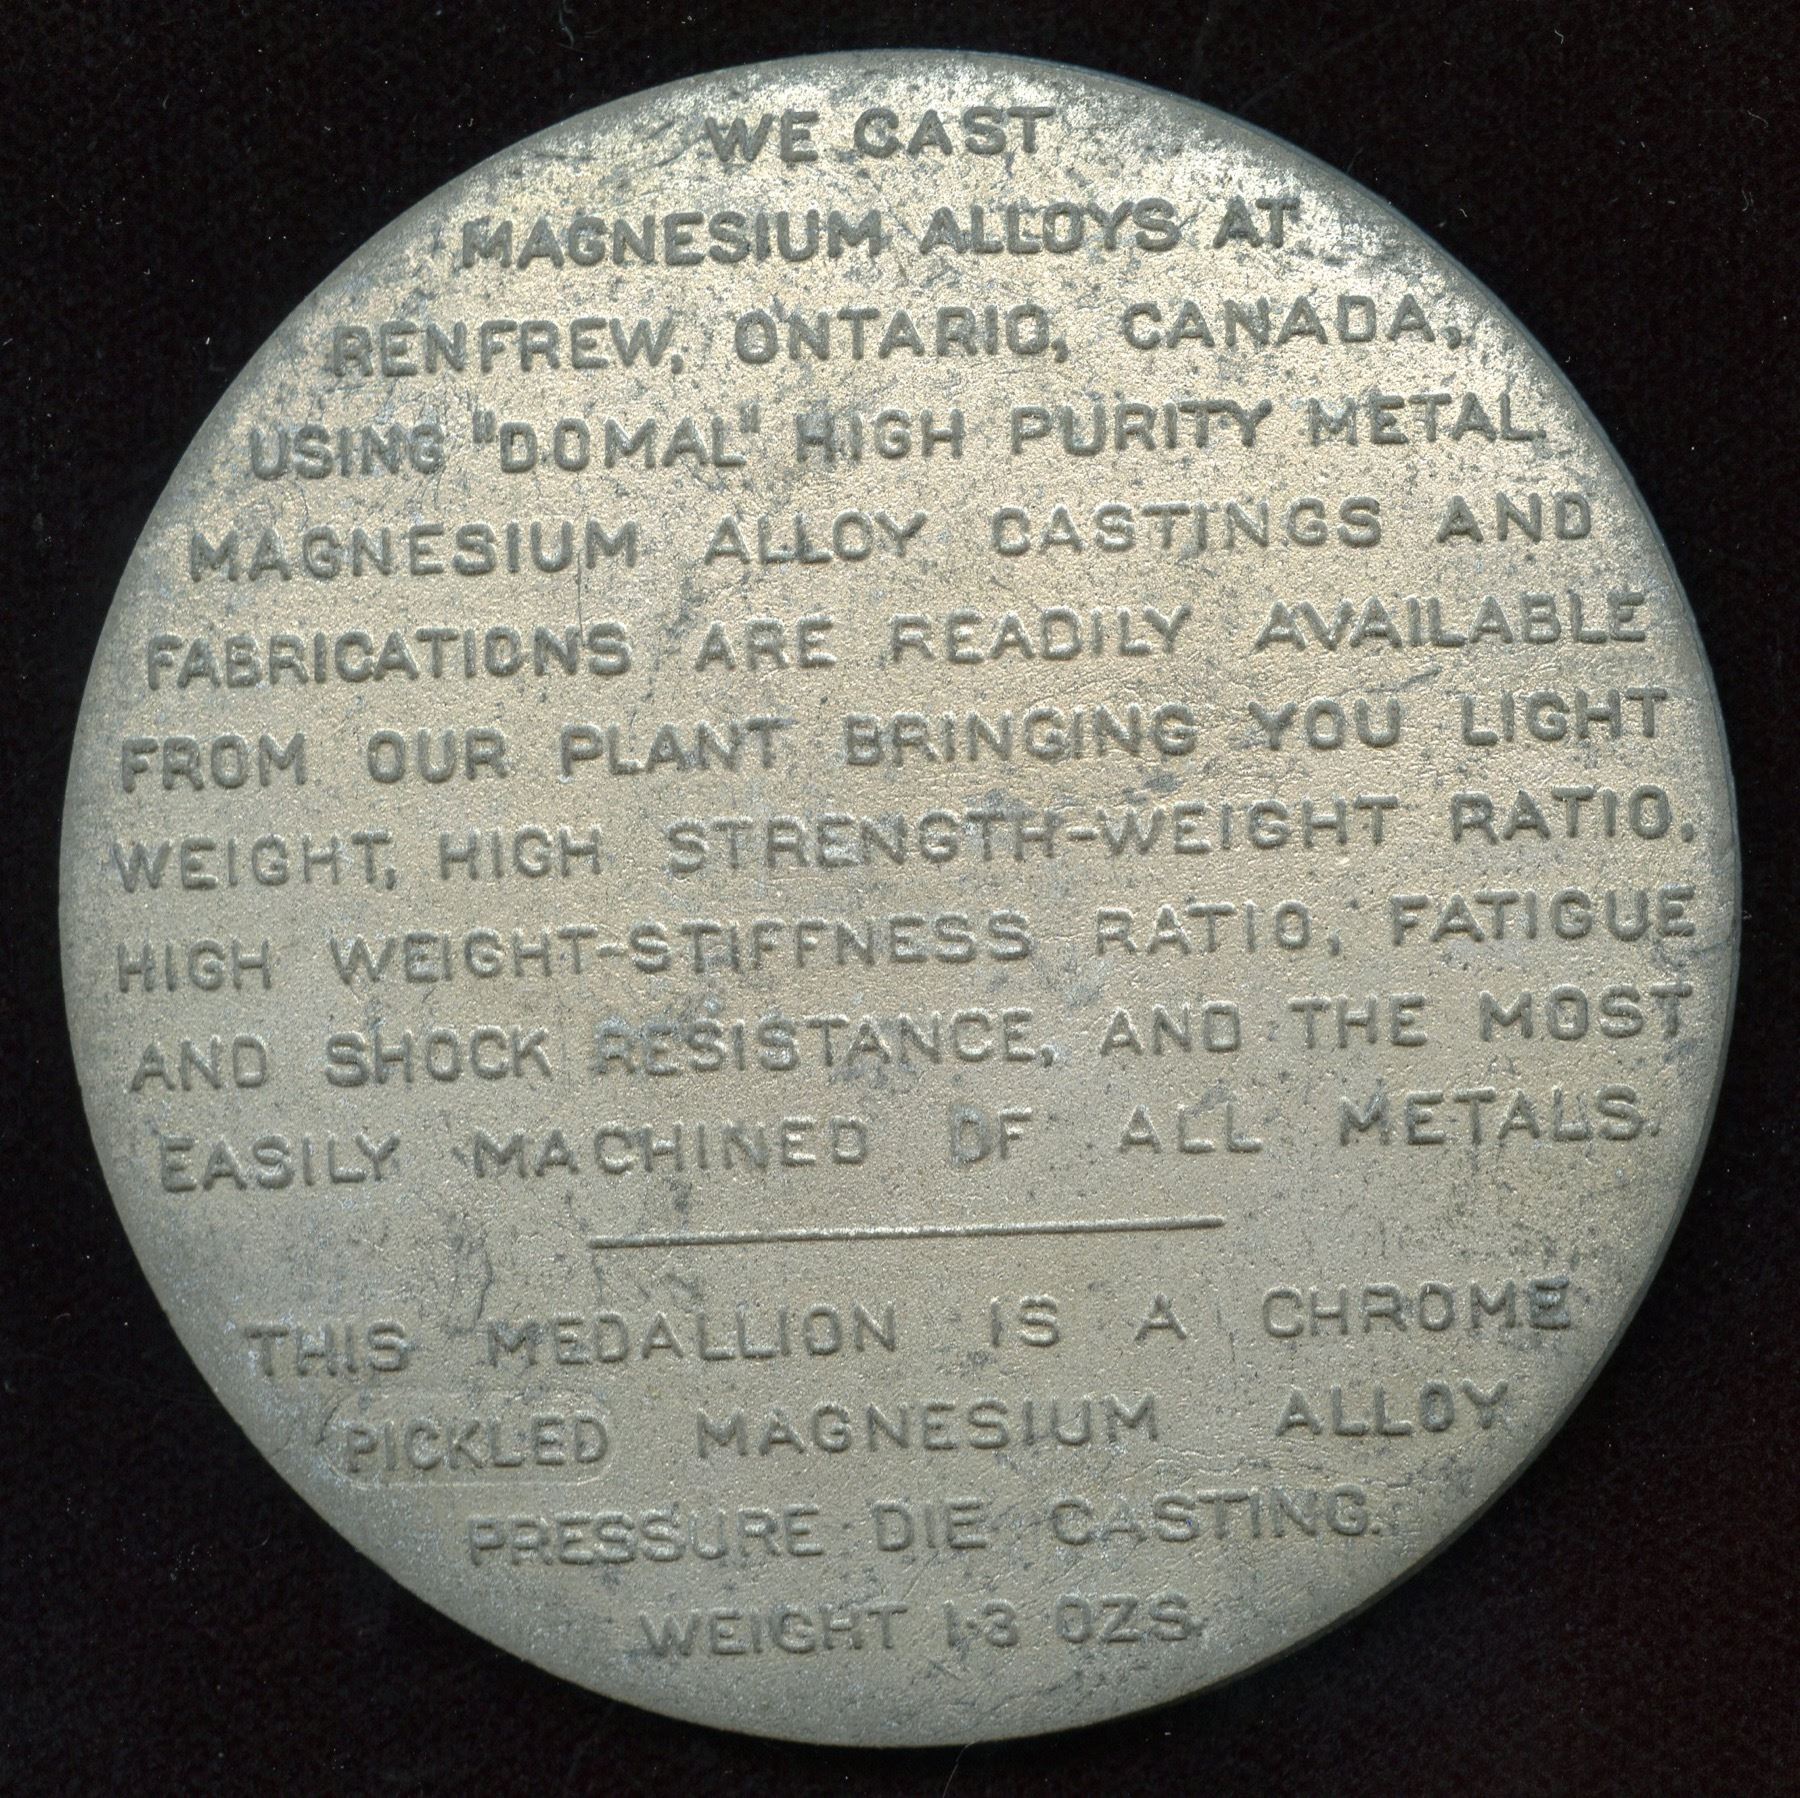 WE CAST
MAGNESIUM ALLOYS AT
RENFREW, ONTARIO, CANADA,
USING "DOMAL" HIGH PURITY METAL.
MAGNESIUM ALLOY CASTINGS AND
FABRICATIONS ARE READILY AVAILABLE
FROM OUR PLANT BRINGING YOU LIGHT
WEIGHT, HIGH STRENGTH-WEIGHT RATIO,
HIGH WEIGHT-STIFFNESS RATIO, FATIGUE
AND SHOCK RESISTANCE, AND THE MOST
EASILY MACHINED OF ALL METALS.
THIS MEDALLION IS A CHROME
PICKLED MAGNESIUM ALLOY
PRESSURE DIE CASTING.
WEIGHT 1·3 OZS.